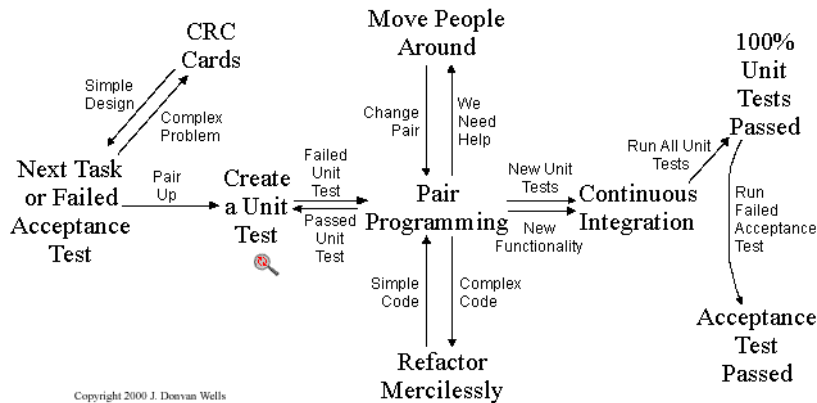 CRC
Cards
Simple
Design
Complex
Problem
Next Task
or Failed
Acceptance
Test
Pair
Up
Create
a Unit
Test
Failed
Unit
Test
Passed
Unit
Test
Move People
Around
Change
Pair
We
Need
Help
Pair
Programming
Simple
Code
Complex
Code
Refactor
Mercilessly
New Unit
Tests
New
Functionality
Continuous
Integration
Run All Unit
Tests
100%
Unit
Tests
Passed
Run
Failed
Acceptance
Test
Acceptance
Test
Passed
Copyright 2000 J. Donvan Wells